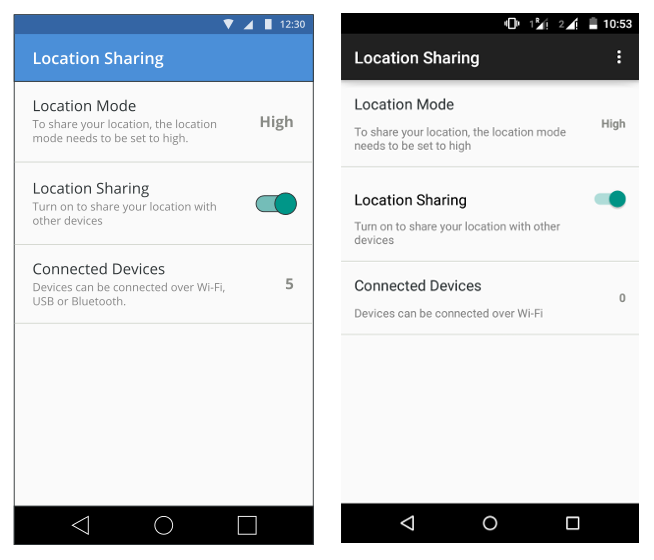 12:30
Location Sharing
Location Mode
To share your location, the location
mode needs to be set to high.
High
Location Sharing
Turn on to share your location with
other devices
Connected Devices
Devices can be connected over Wi-Fi,
USB or Bluetooth.
5
1 R 2 10:53
Location Sharing
Location Mode
To share your location, the location mode
needs to be set to high
High
Location Sharing
Turn on to share your location with other
devices
Connected Devices
Devices can be connected over Wi-Fi
0